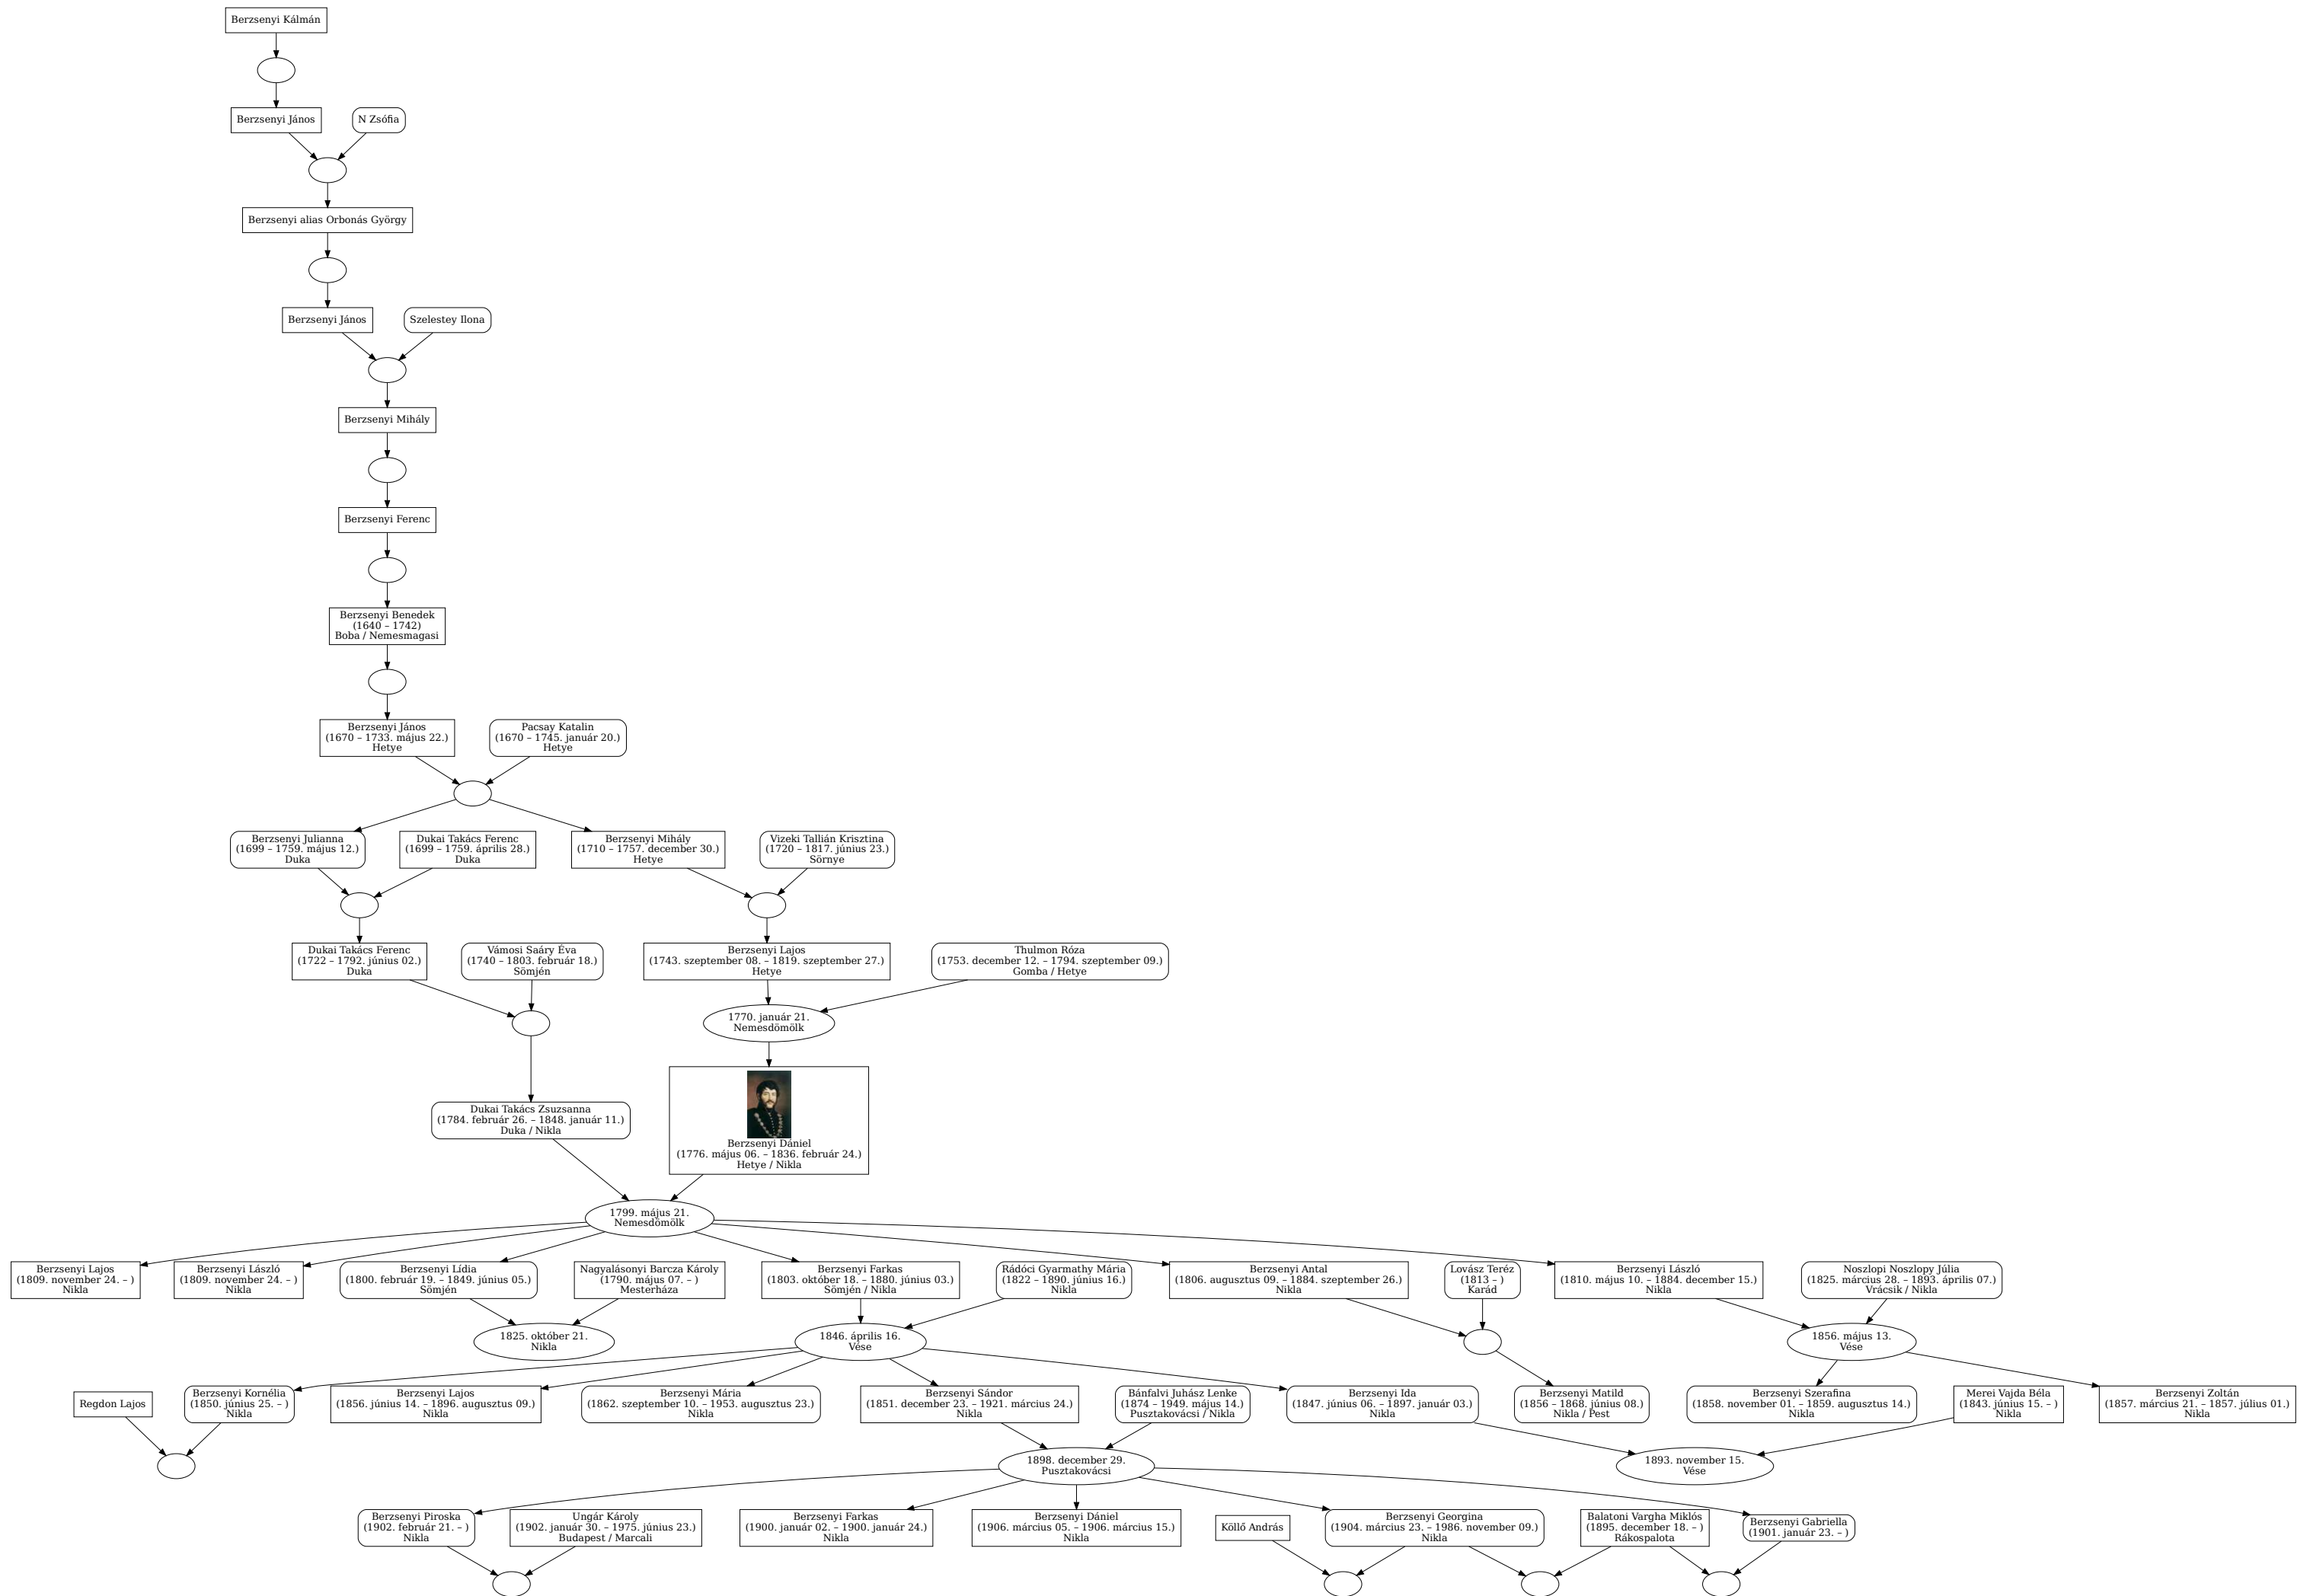 Berzsenyi Kálmán
Berzsenyi János
N Zsófia
Berzsenyi alias Orbonás György
Berzsenyi János
Szelestey Ilona
Berzsenyi Mihály
Berzsenyi Ferenc
Berzsenyi Benedek
(1640 – 1742)
Boba / Nemesmagasi
Berzsenyi János
(1670 – 1733. május 22.)
Hetye
Pacsay Katalin
(1670 – 1745. január 20.)
Hetye
Berzsenyi Julianna
(1699 – 1759. május 12.)
Duka
Dukai Takács Ferenc
(1699 – 1759. április 28.)
Duka
Berzsenyi Mihály
(1710 – 1757. december 30.)
Hetye
Vizeki Tallián Krisztina
(1720 – 1817. június 23.)
Sörnye
Dukai Takács Ferenc
(1722 – 1792. június 02.)
Duka
Vámosi Saáry Éva
(1740 – 1803. február 18.)
Sömjén
Berzsenyi Lajos
(1743. szeptember 08. – 1819. szeptember 27.)
Hetye
Thulmon Róza
(1753. december 12. – 1794. szeptember 09.)
Gomba / Hetye
1770. január 21.
Nemesdömölk
Dukai Takács Zsuzsanna
(1784. február 26. – 1848. január 11.)
Duka / Nikla
Berzsenyi Dániel
(1776. május 06. – 1836. február 24.)
Hetye / Nikla
1799. május 21.
Nemesdömölk
Berzsenyi Lajos
(1809. november 24. – )
Nikla
Berzsenyi László
(1809. november 24. – )
Nikla
Berzsenyi Lídia
(1800. február 19. – 1849. június 05.)
Sömjén
Nagyalásonyi Barcza Károly
(1790. május 07. – )
Mesterháza
Berzsenyi Farkas
(1803. október 18. – 1880. június 03.)
Sömjén / Nikla
Rádóci Gyarmathy Mária
(1822 – 1890. június 16.)
Nikla
Berzsenyi Antal
(1806. augusztus 09. – 1884. szeptember 26.)
Nikla
Lovász Teréz
(1813 – )
Karád
Berzsenyi László
(1810. május 10. – 1884. december 15.)
Nikla
Noszlopi Noszlopy Júlia
(1825. március 28. – 1893. április 07.)
Vrácsik / Nikla
1825. október 21.
Nikla
1846. április 16.
Vése
1856. május 13.
Vése
Regdon Lajos
Berzsenyi Kornélia
(1850. június 25. – )
Nikla
Berzsenyi Lajos
(1856. június 14. – 1896. augusztus 09.)
Nikla
Berzsenyi Mária
(1862. szeptember 10. – 1953. augusztus 23.)
Nikla
Berzsenyi Sándor
(1851. december 23. – 1921. március 24.)
Nikla
Bánfalvi Juhász Lenke
(1874 – 1949. május 14.)
Pusztakovácsi / Nikla
Berzsenyi Ida
(1847. június 06. – 1897. január 03.)
Nikla
Berzsenyi Matild
(1856 – 1868. június 08.)
Nikla / Pest
Berzsenyi Szerafina
(1858. november 01. – 1859. augusztus 14.)
Nikla
Merei Vajda Béla
(1843. június 15. – )
Nikla
Berzsenyi Zoltán
(1857. március 21. – 1857. július 01.)
Nikla
1898. december 29.
Pusztakovácsi
1893. november 15.
Vése
Berzsenyi Piroska
(1902. február 21. – )
Nikla
Ungár Károly
(1902. január 30. – 1975. június 23.)
Budapest / Marcali
Berzsenyi Farkas
(1900. január 02. – 1900. január 24.)
Nikla
Berzsenyi Dániel
(1906. március 05. – 1906. március 15.)
Nikla
Köllő András
Berzsenyi Georgina
(1904. március 23. – 1986. november 09.)
Nikla
Balatoni Vargha Miklós
(1895. december 18. – )
Rákospalota
Berzsenyi Gabriella
(1901. január 23. – )